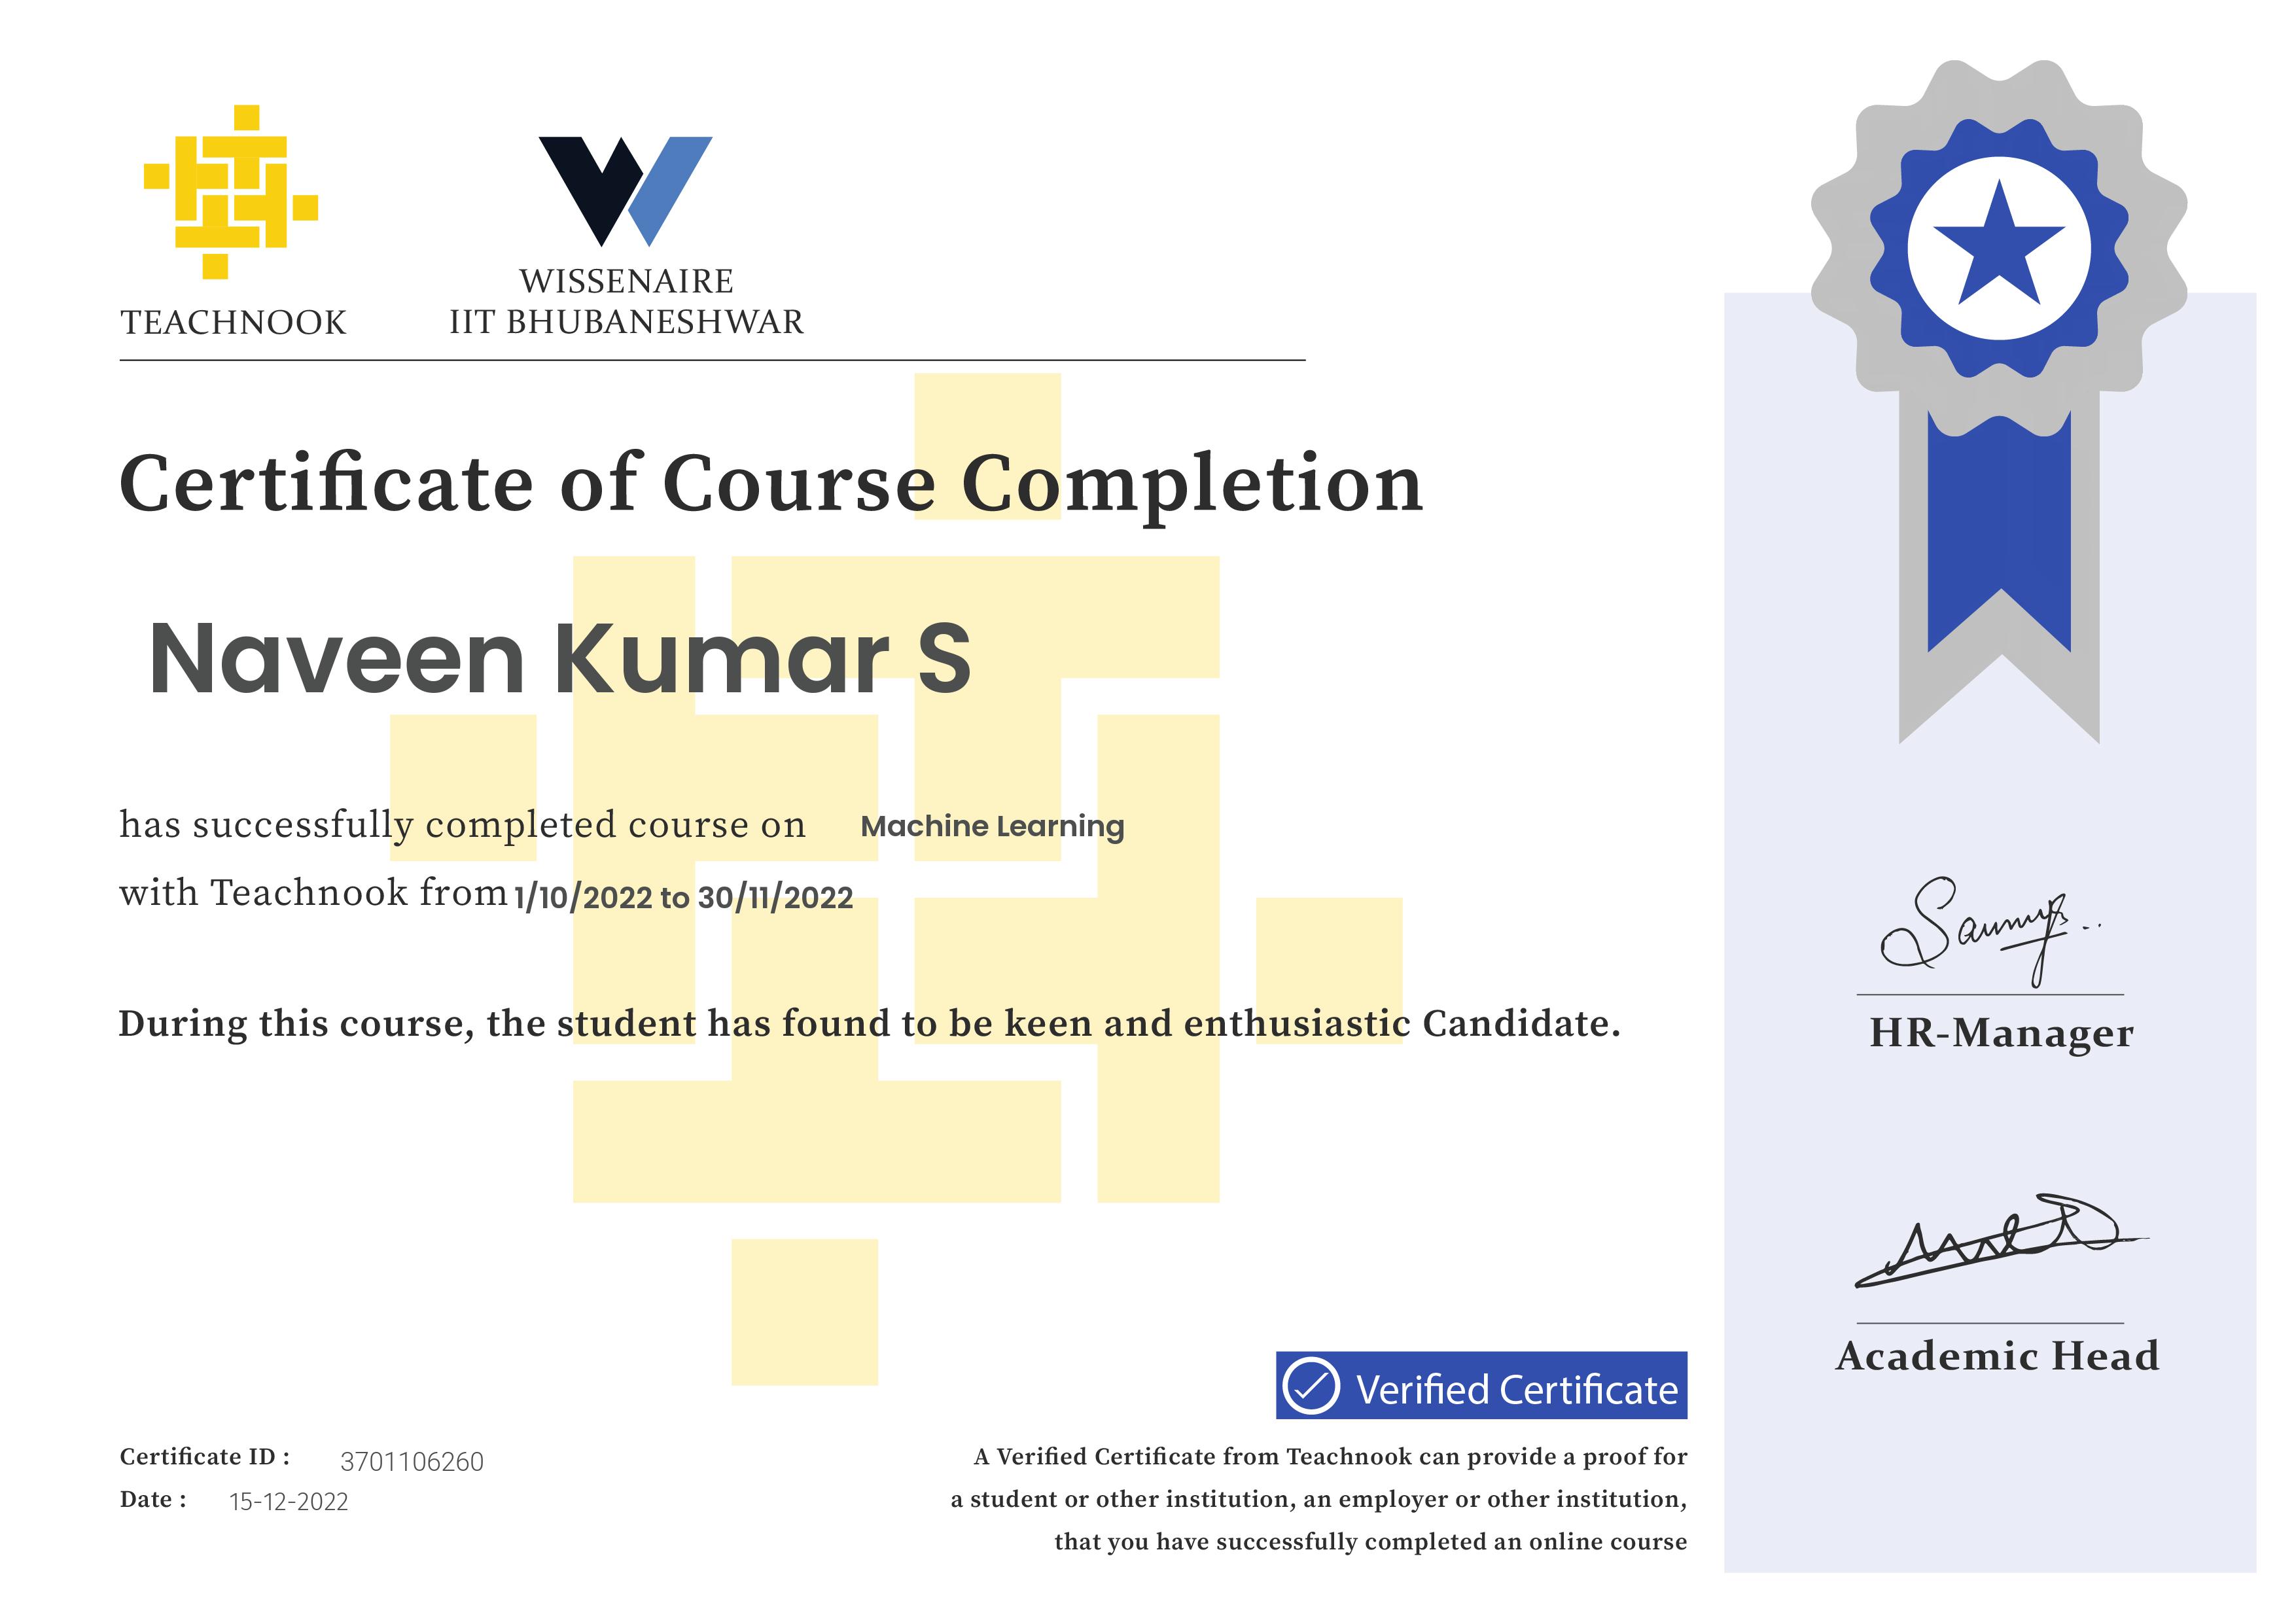 TEACHNOOK
WISSENAIRE
IIT BHUBANESHWAR
Certificate of Course Completion
Naveen Kumar S
has successfully completed course on Machine Learning
with Teachnook from 1/10/2022 to 30/11/2022
During this course, the student has found to be keen and enthusiastic Candidate.
HR-Manager
Academic Head
Verified Certificate
A Verified Certificate from Teachnook can provide a proof for
a student or other institution, an employer or other institution,
that you have successfully completed an online course
Certificate ID : 3701106260
Date : 15-12-2022